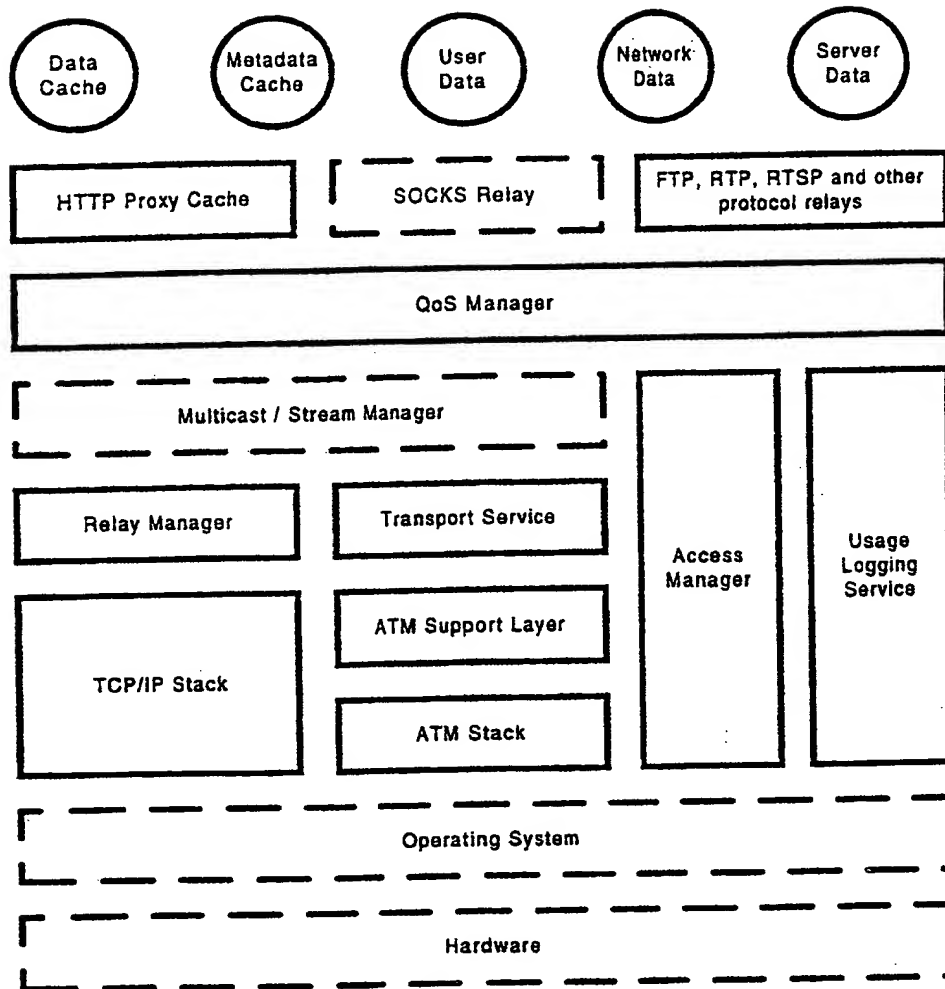 Data
Cache
Metadata
Cache
User
Data
Network
Data
Server
Data
HTTP Proxy Cache
SOCKS Relay
FTP, RTP, RTSP and other
protocol relays
QoS Manager
Multicast / Stream Manager
Relay Manager
Transport Service
Access
Manager
Usage
Logging
Service
ATM Support Layer
TCP/IP Stack
ATM Stack
Operating System
Hardware